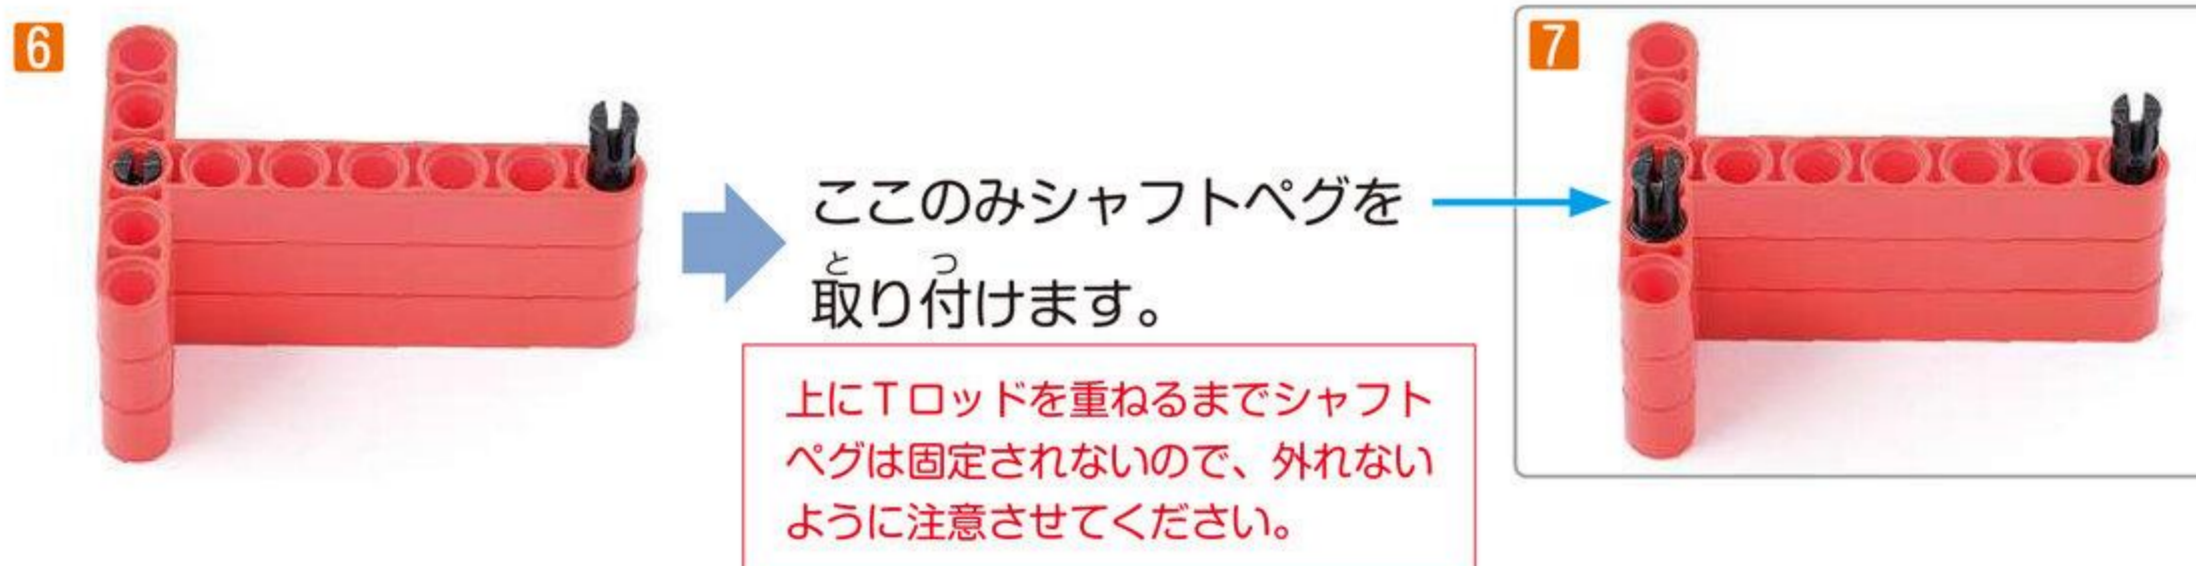 6
7
ここのみシャフトペグを
取り付けます。
と つ
上にTロッドを重ねるまでシャフト
ペグは固定されないので、外れない
ように注意させてください。